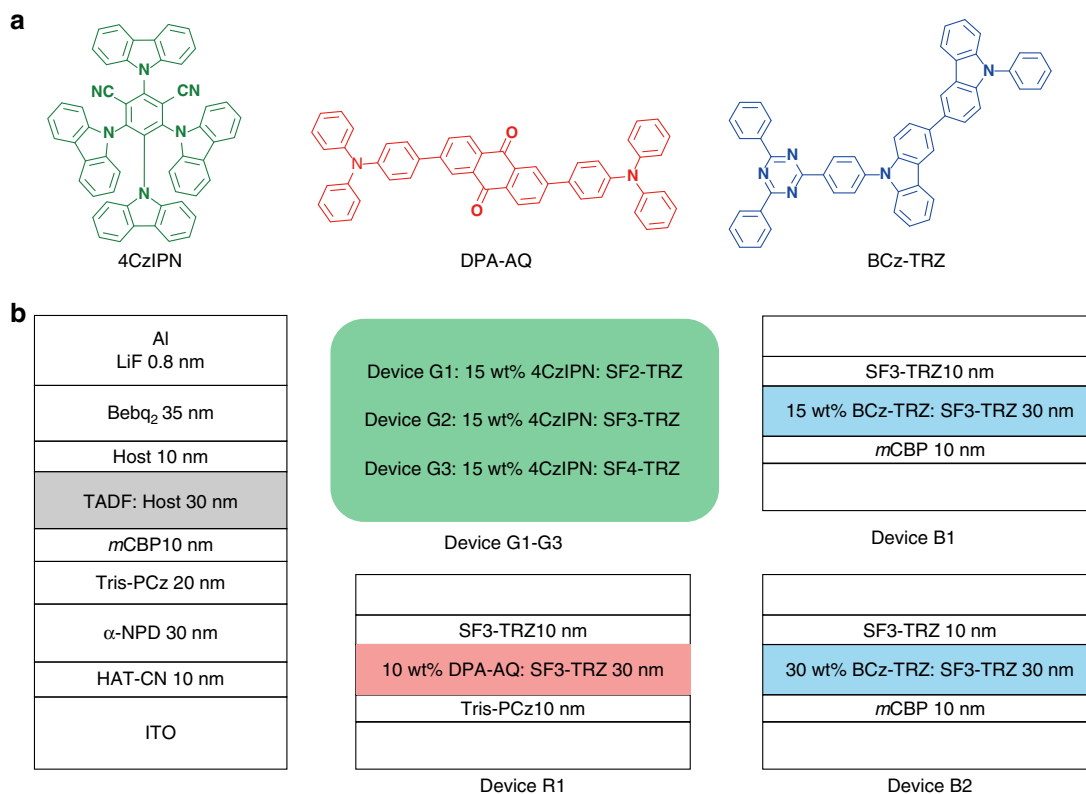 a
N
NC
CN
N
N
N
4CzIPN
N
O
O
N
DPA-AQ
N
N
N
N
N
BCz-TRZ
b
Al
LiF 0.8 nm
Bebq₂ 35 nm
Host 10 nm
TADF: Host 30 nm
mCBP10 nm
Tris-PCz 20 nm
α-NPD 30 nm
HAT-CN 10 nm
ITO
Device G1: 15 wt% 4CzIPN: SF2-TRZ
Device G2: 15 wt% 4CzIPN: SF3-TRZ
Device G3: 15 wt% 4CzIPN: SF4-TRZ
Device G1-G3
SF3-TRZ10 nm
15 wt% BCz-TRZ: SF3-TRZ 30 nm
mCBP 10 nm
Device B1
SF3-TRZ10 nm
10 wt% DPA-AQ: SF3-TRZ 30 nm
Tris-PCz10 nm
Device R1
SF3-TRZ 10 nm
30 wt% BCz-TRZ: SF3-TRZ 30 nm
mCBP 10 nm
Device B2